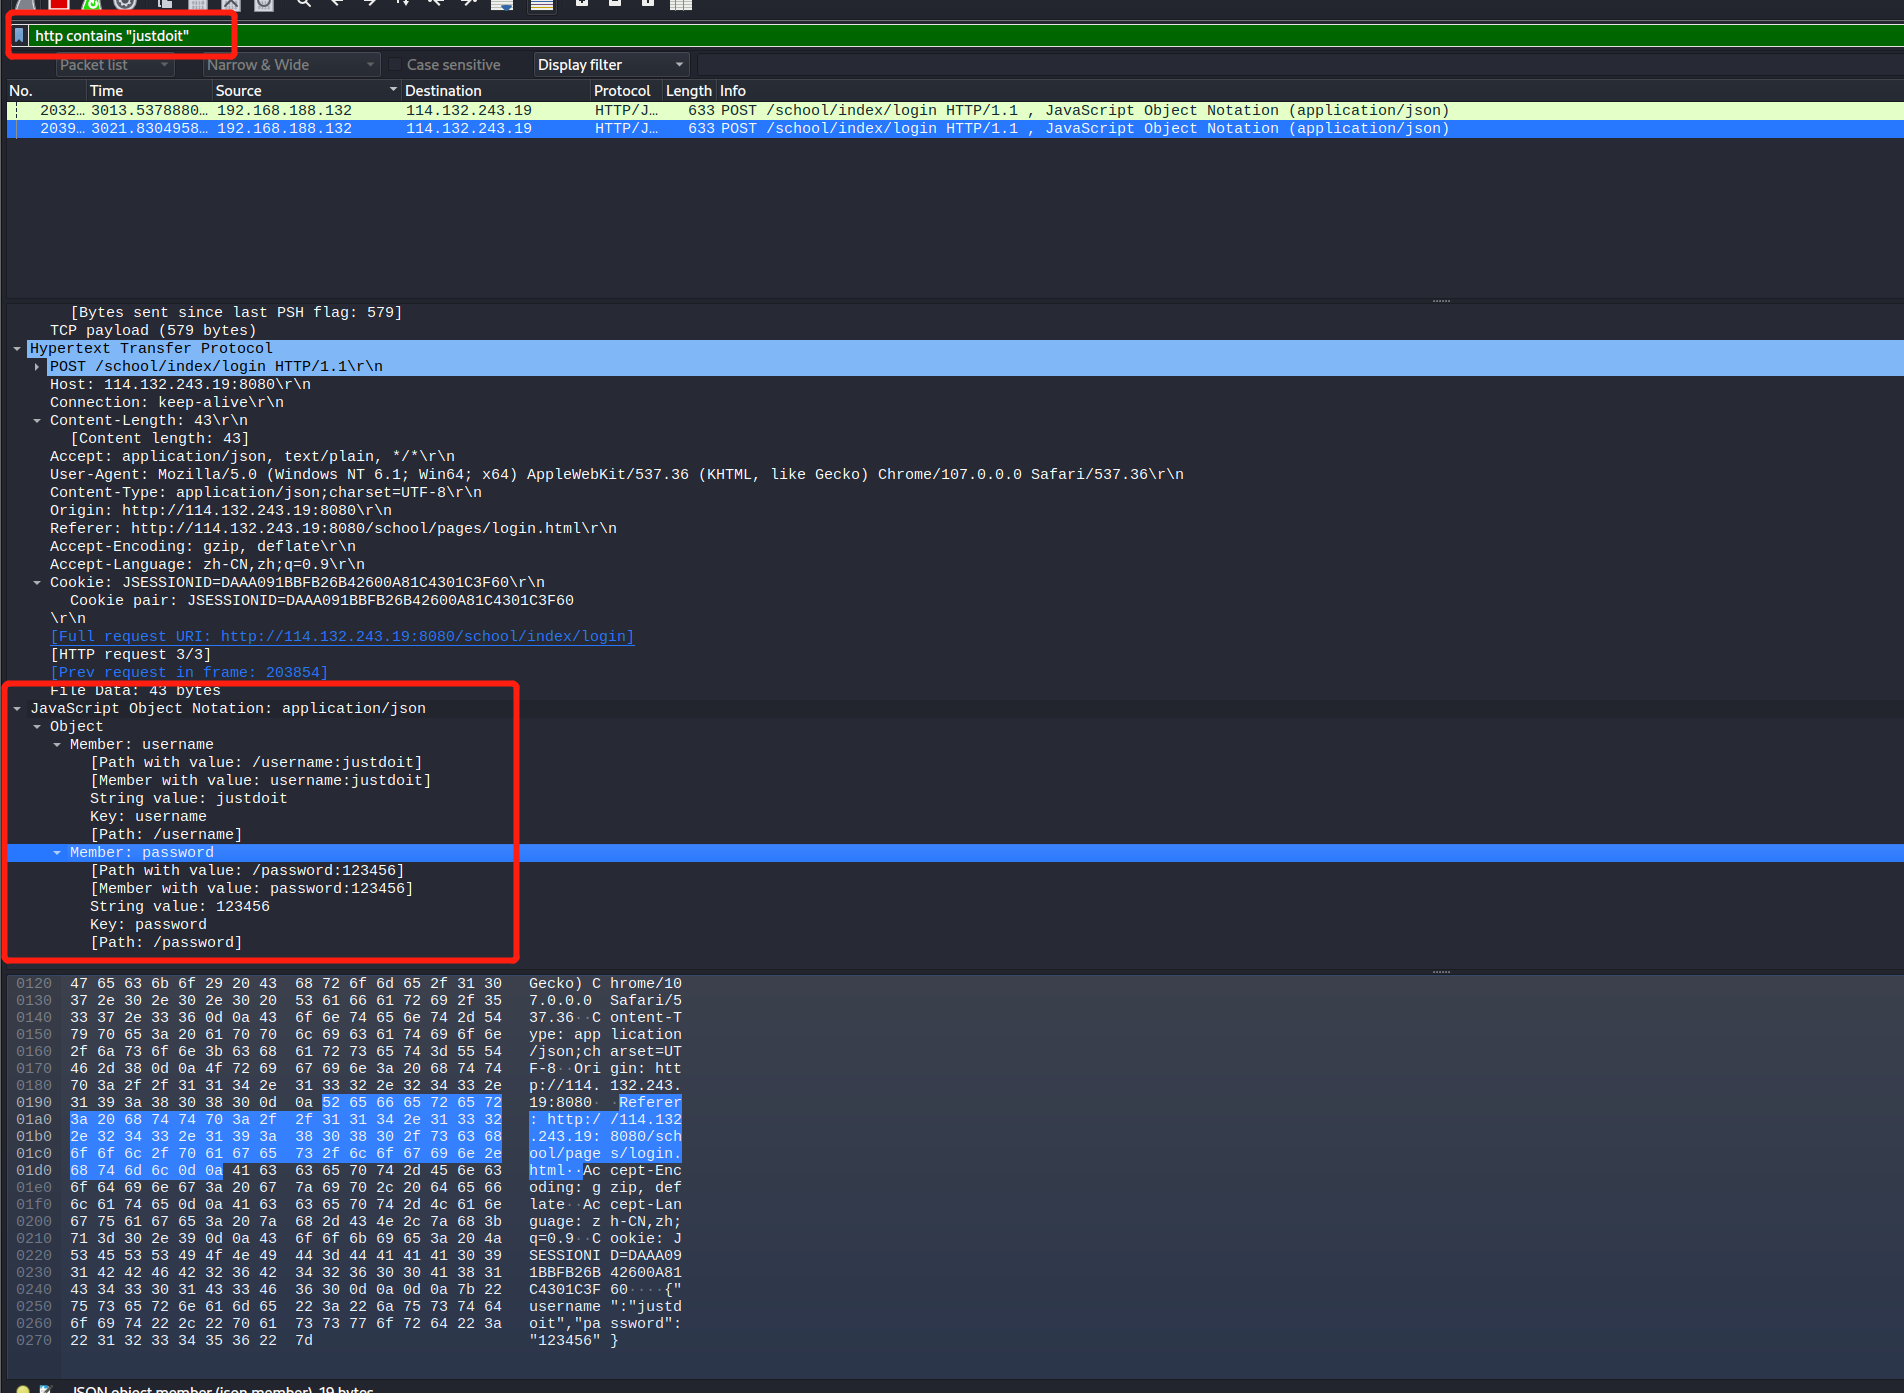 http contains "justdoit"
Packet list Narrow & Wide Case sensitive Display filter
No. Time Source Destination Protocol Length Info
2032… 3013.5378880… 192.168.188.132 114.132.243.19 HTTP/J… 633 POST /school/index/login HTTP/1.1 , JavaScript Object Notation (application/json)
2039… 3021.8304958… 192.168.188.132 114.132.243.19 HTTP/J… 633 POST /school/index/login HTTP/1.1 , JavaScript Object Notation (application/json)
[Bytes sent since last PSH flag: 579]
TCP payload (579 bytes)
Hypertext Transfer Protocol
POST /school/index/login HTTP/1.1\r\n
Host: 114.132.243.19:8080\r\n
Connection: keep-alive\r\n
Content-Length: 43\r\n
[Content length: 43]
Accept: application/json, text/plain, */*\r\n
User-Agent: Mozilla/5.0 (Windows NT 6.1; Win64; x64) AppleWebKit/537.36 (KHTML, like Gecko) Chrome/107.0.0.0 Safari/537.36\r\n
Content-Type: application/json;charset=UTF-8\r\n
Origin: http://114.132.243.19:8080\r\n
Referer: http://114.132.243.19:8080/school/pages/login.html\r\n
Accept-Encoding: gzip, deflate\r\n
Accept-Language: zh-CN,zh;q=0.9\r\n
Cookie: JSESSIONID=DAAA091BBFB26B42600A81C4301C3F60\r\n
Cookie pair: JSESSIONID=DAAA091BBFB26B42600A81C4301C3F60
\r\n
[Full request URI: http://114.132.243.19:8080/school/index/login]
[HTTP request 3/3]
[Prev request in frame: 203854]
File Data: 43 bytes
JavaScript Object Notation: application/json
Object
Member: username
[Path with value: /username:justdoit]
[Member with value: username:justdoit]
String value: justdoit
Key: username
[Path: /username]
Member: password
[Path with value: /password:123456]
[Member with value: password:123456]
String value: 123456
Key: password
[Path: /password]
0120 47 65 63 6b 6f 29 20 43 68 72 6f 6d 65 2f 31 30 Gecko) C hrome/10
0130 37 2e 30 2e 30 2e 30 20 53 61 66 61 72 69 2f 35 7.0.0.0 Safari/5
0140 33 37 2e 33 36 0d 0a 43 6f 6e 74 65 6e 74 2d 54 37.36··C ontent-T
0150 79 70 65 3a 20 61 70 70 6c 69 63 61 74 69 6f 6e ype: app lication
0160 2f 6a 73 6f 6e 3b 63 68 61 72 73 65 74 3d 55 54 /json;ch arset=UT
0170 46 2d 38 0d 0a 4f 72 69 67 69 6e 3a 20 68 74 74 F-8··Ori gin: htt
0180 70 3a 2f 2f 31 31 34 2e 31 33 32 2e 32 34 33 2e p://114. 132.243.
0190 31 39 3a 38 30 38 30 0d 0a 52 65 66 65 72 65 72 19:8080· ·Referer
01a0 3a 20 68 74 74 70 3a 2f 2f 31 31 34 2e 31 33 32 : http:/ /114.132
01b0 2e 32 34 33 2e 31 39 3a 38 30 38 30 2f 73 63 68 .243.19: 8080/sch
01c0 6f 6f 6c 2f 70 61 67 65 73 2f 6c 6f 67 69 6e 2e ool/page s/login.
01d0 68 74 6d 6c 0d 0a 41 63 63 65 70 74 2d 45 6e 63 html··Ac cept-Enc
01e0 6f 64 69 6e 67 3a 20 67 7a 69 70 2c 20 64 65 66 oding: g zip, def
01f0 6c 61 74 65 0d 0a 41 63 63 65 70 74 2d 4c 61 6e late··Ac cept-Lan
0200 67 75 61 67 65 3a 20 7a 68 2d 43 4e 2c 7a 68 3b guage: z h-CN,zh;
0210 71 3d 30 2e 39 0d 0a 43 6f 6f 6b 69 65 3a 20 4a q=0.9··C ookie: J
0220 53 45 53 53 49 4f 4e 49 44 3d 44 41 41 41 30 39 SESSIONI D=DAAA09
0230 31 42 42 46 42 32 36 42 34 32 36 30 30 41 38 31 1BBFB26B 42600A81
0240 43 34 33 30 31 43 33 46 36 30 0d 0a 0d 0a 7b 22 C4301C3F 60····{"
0250 75 73 65 72 6e 61 6d 65 22 3a 22 6a 75 73 74 64 username ":"justd
0260 6f 69 74 22 2c 22 70 61 73 73 77 6f 72 64 22 3a oit","pa ssword":
0270 22 31 32 33 34 35 36 22 7d "123456" }
JSON object member (json.member), 19 bytes